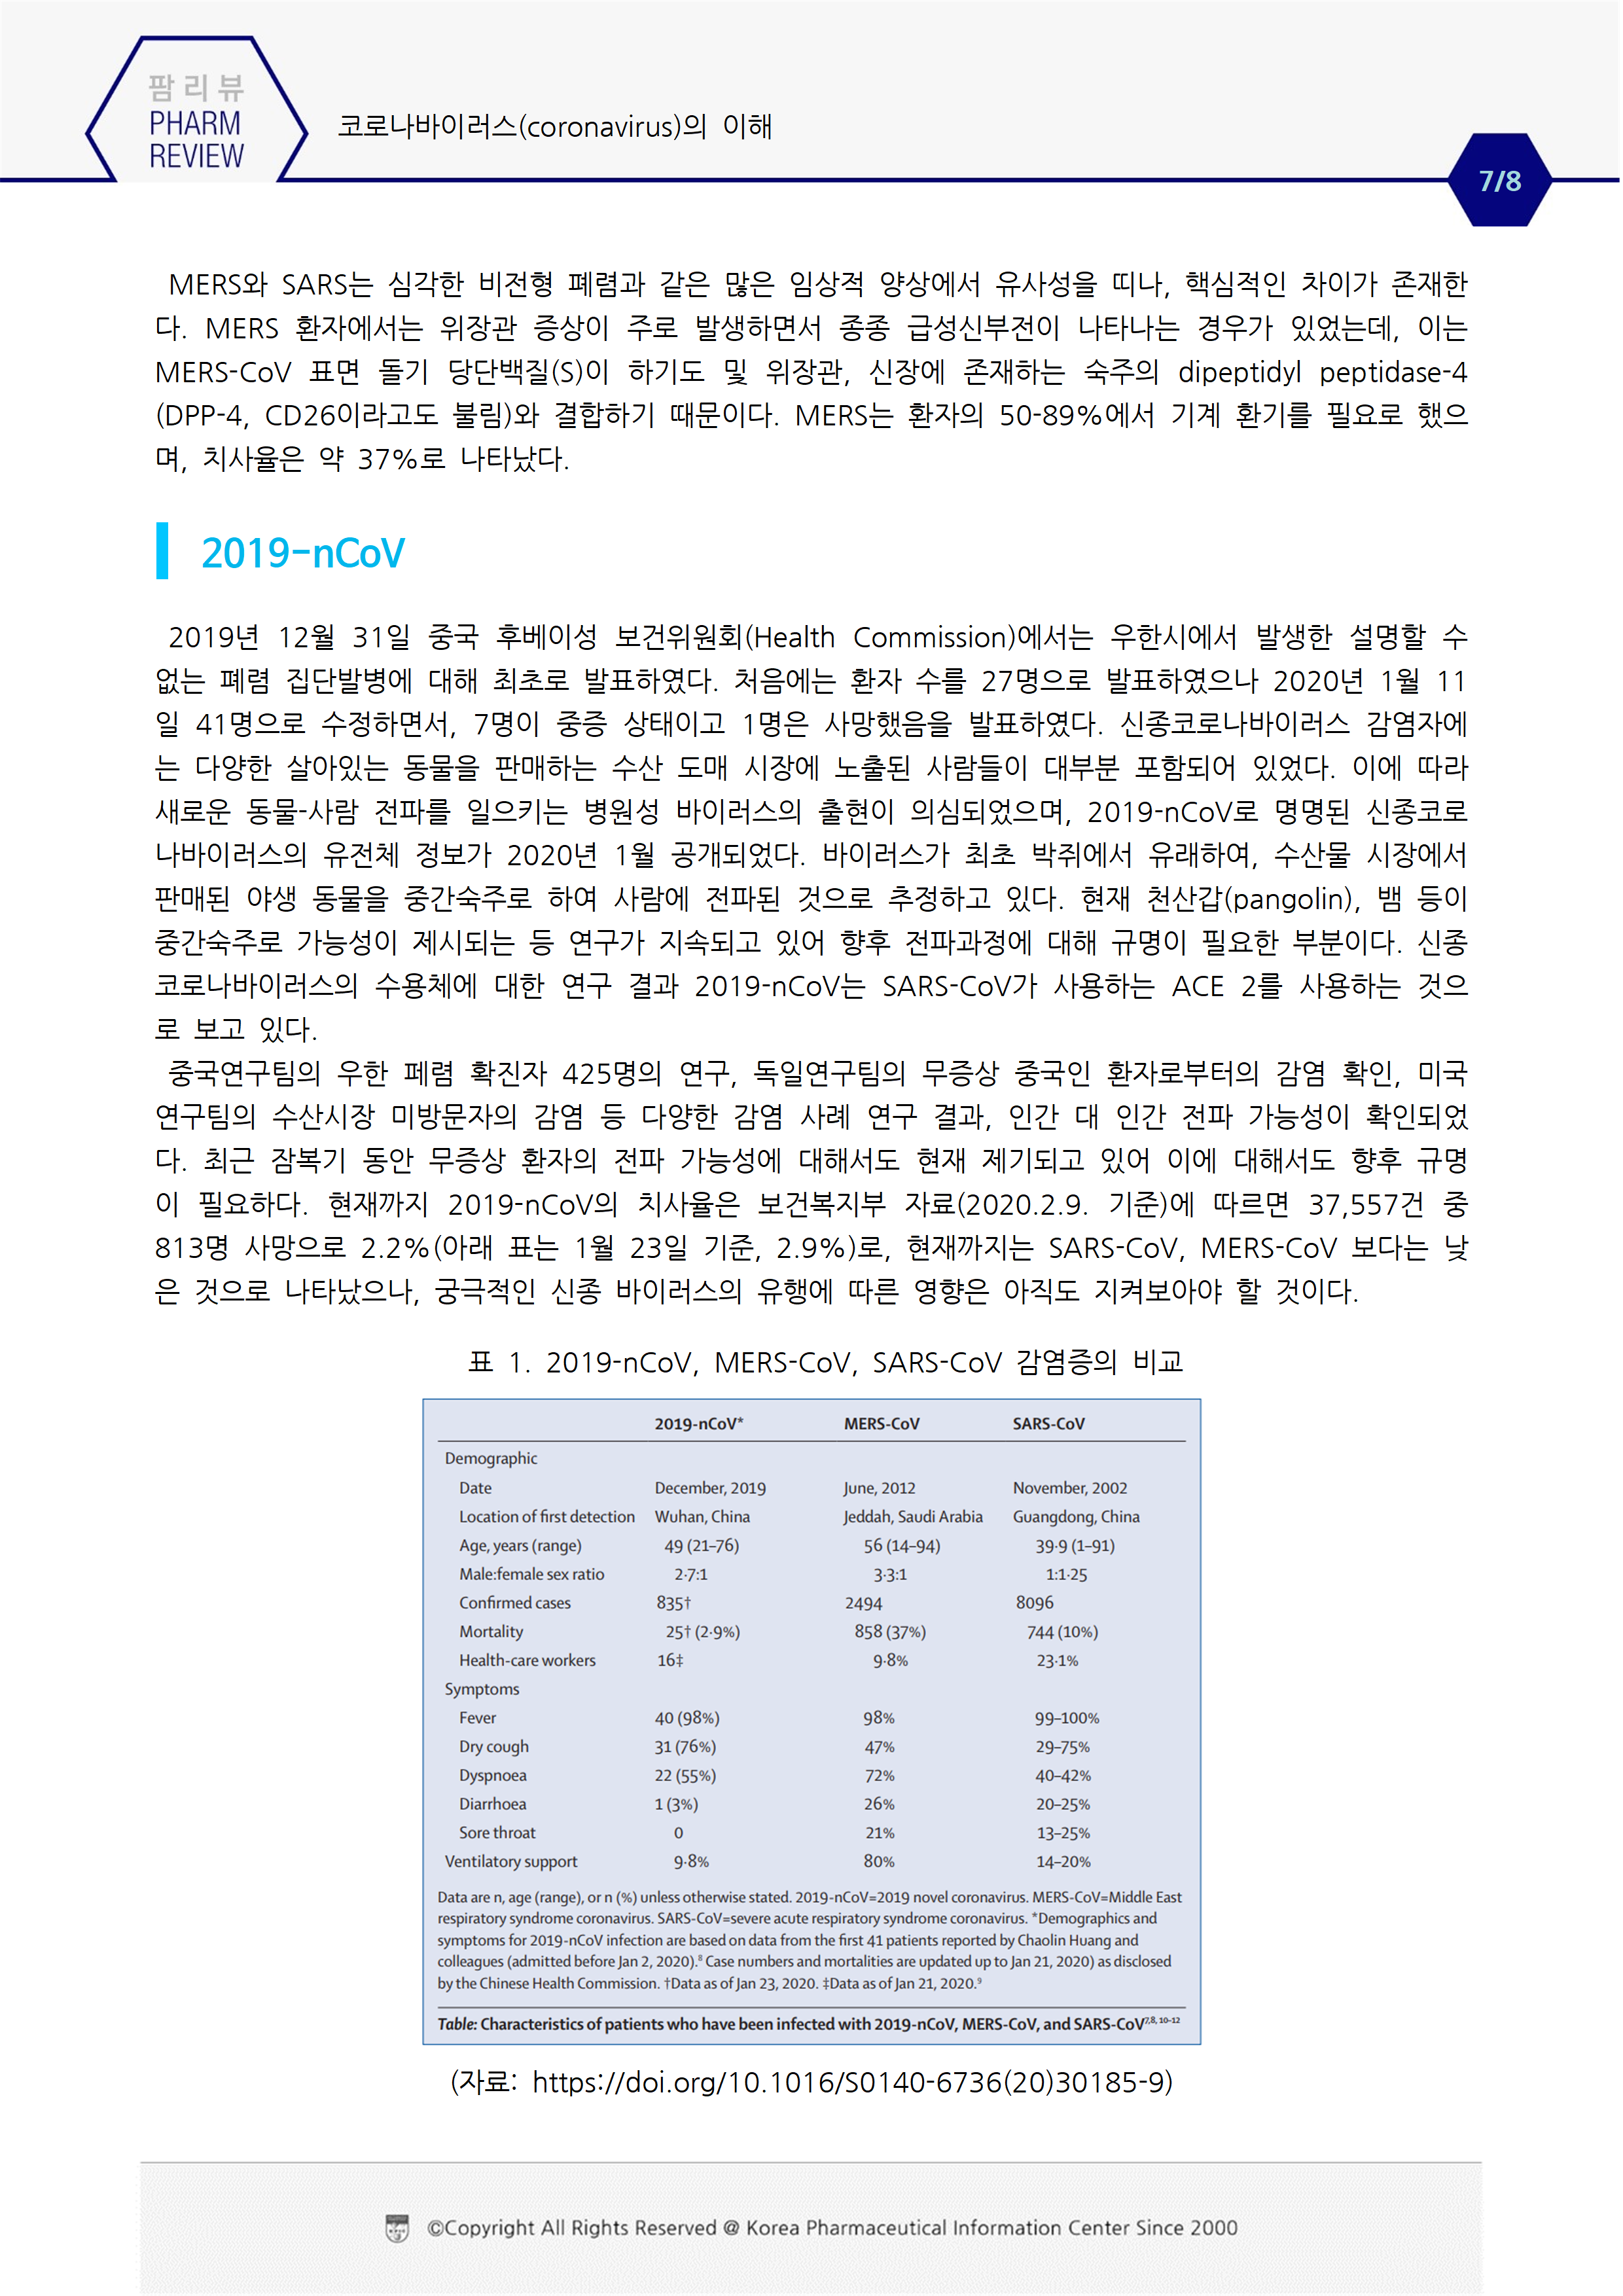 팜리뷰
PHARM
REVIEW
코로나바이러스(coronavirus)의 이해
7/8
MERS와 SARS는 심각한 비전형 폐렴과 같은 많은 임상적 양상에서 유사성을 띠나, 핵심적인 차이가 존재한
다. MERS 환자에서는 위장관 증상이 주로 발생하면서 종종 급성신부전이 나타나는 경우가 있었는데, 이는
MERS-CoV 표면 돌기 당단백질(S)이 하기도 및 위장관, 신장에 존재하는 숙주의 dipeptidyl peptidase-4
(DPP-4, CD26이라고도 불림)와 결합하기 때문이다. MERS는 환자의 50-89%에서 기계 환기를 필요로 했으
며, 치사율은 약 37%로 나타났다.
2019-nCoV
2019년 12월 31일 중국 후베이성 보건위원회(Health Commission)에서는 우한시에서 발생한 설명할 수
없는 폐렴 집단발병에 대해 최초로 발표하였다. 처음에는 환자 수를 27명으로 발표하였으나 2020년 1월 11
일 41명으로 수정하면서, 7명이 중증 상태이고 1명은 사망했음을 발표하였다. 신종코로나바이러스 감염자에
는 다양한 살아있는 동물을 판매하는 수산 도매 시장에 노출된 사람들이 대부분 포함되어 있었다. 이에 따라
새로운 동물-사람 전파를 일으키는 병원성 바이러스의 출현이 의심되었으며, 2019-nCoV로 명명된 신종코로
나바이러스의 유전체 정보가 2020년 1월 공개되었다. 바이러스가 최초 박쥐에서 유래하여, 수산물 시장에서
판매된 야생 동물을 중간숙주로 하여 사람에 전파된 것으로 추정하고 있다. 현재 천산갑(pangolin), 뱀 등이
중간숙주로 가능성이 제시되는 등 연구가 지속되고 있어 향후 전파과정에 대해 규명이 필요한 부분이다. 신종
코로나바이러스의 수용체에 대한 연구 결과 2019-nCoV는 SARS-CoV가 사용하는 ACE 2를 사용하는 것으
로 보고 있다.
중국연구팀의 우한 페렴 확진자 425명의 연구, 독일연구팀의 무증상 중국인 환자로부터의 감염 확인, 미국
연구팀의 수산시장 미방문자의 감염 등 다양한 감염 사례 연구 결과, 인간 대 인간 전파 가능성이 확인되었
다. 최근 잠복기 동안 무증상 환자의 전파 가능성에 대해서도 현재 제기되고 있어 이에 대해서도 향후 규명
이 필요하다. 현재까지 2019-nCoV의 치사율은 보건복지부 자료(2020.2.9. 기준)에 따르면 37,557건 중
813명 사망으로 2.2%(아래 표는 1월 23일 기준, 2.9%)로, 현재까지는 SARS-CoV, MERS-CoV 보다는 낮
은 것으로 나타났으나, 궁극적인 신종 바이러스의 유행에 따른 영향은 아직도 지켜보아야 할 것이다.
표 1. 2019-nCoV, MERS-CoV, SARS-CoV 감염증의 비교
2019-nCoV* MERS-CoV SARS-CoV
Demographic
Date December, 2019 June, 2012 November, 2002
Location of first detection Wuhan, China Jeddah, Saudi Arabia Guangdong, China
Age, years (range) 49 (21–76) 56 (14–94) 39·9 (1–91)
Male:female sex ratio 2·7:1 3·3:1 1:1·25
Confirmed cases 835† 2494 8096
Mortality 25† (2·9%) 858 (37%) 744 (10%)
Health-care workers 16‡ 9·8% 23·1%
Symptoms
Fever 40 (98%) 98% 99–100%
Dry cough 31 (76%) 47% 29–75%
Dyspnoea 22 (55%) 72% 40–42%
Diarrhoea 1 (3%) 26% 20–25%
Sore throat 0 21% 13–25%
Ventilatory support 9·8% 80% 14–20%
Data are n, age (range), or n (%) unless otherwise stated. 2019-nCoV=2019 novel coronavirus. MERS-CoV=Middle East
respiratory syndrome coronavirus. SARS-CoV=severe acute respiratory syndrome coronavirus. *Demographics and
symptoms for 2019-nCoV infection are based on data from the first 41 patients reported by Chaolin Huang and
colleagues (admitted before Jan 2, 2020).⁸ Case numbers and mortalities are updated up to Jan 21, 2020) as disclosed
by the Chinese Health Commission. †Data as of Jan 23, 2020. ‡Data as of Jan 21, 2020.⁹
Table: Characteristics of patients who have been infected with 2019-nCoV, MERS-CoV, and SARS-CoV⁷,⁸,¹⁰⁻¹²
(자료: https://doi.org/10.1016/S0140-6736(20)30185-9)
©Copyright All Rights Reserved @ Korea Pharmaceutical Information Center Since 2000